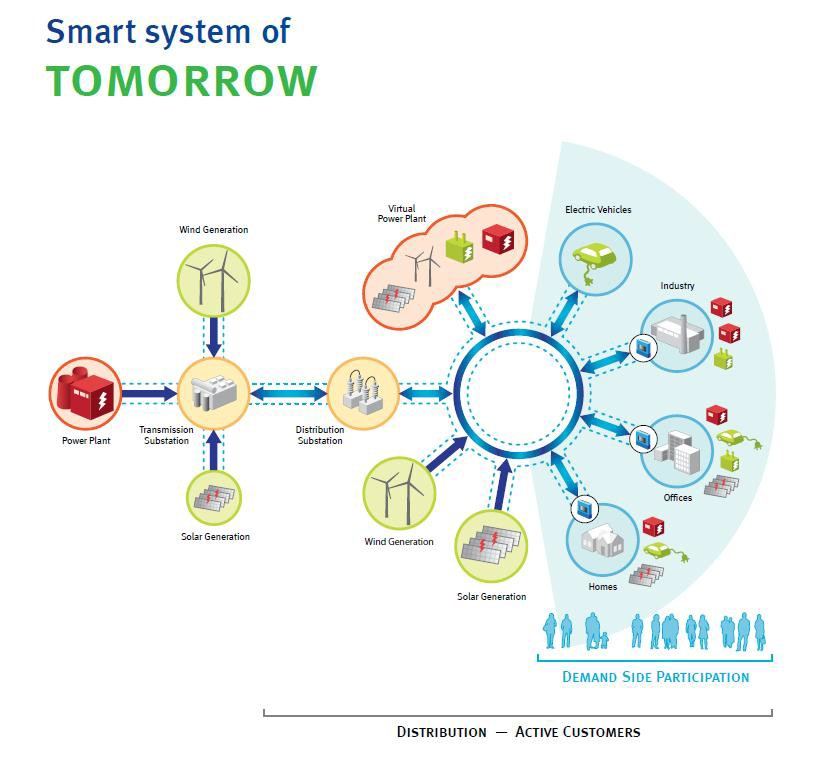 Smart system of
TOMORROW
Wind Generation
Virtual
Power Plant
Electric Vehicles
Industry
Power Plant
Transmission
Substation
Distribution
Substation
Offices
Solar Generation
Wind Generation
Solar Generation
Homes
DEMAND SIDE PARTICIPATION
DISTRIBUTION — ACTIVE CUSTOMERS